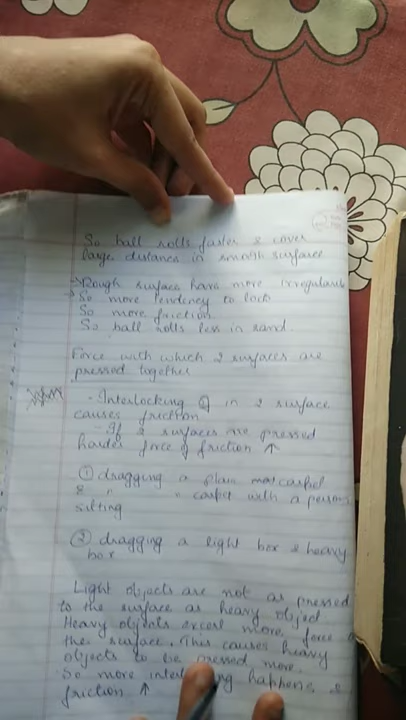 So ball rolls faster & cover
large distance in smooth surface
→ Rough surface have more irregularit
→ So more tendency to lock
So more friction
So ball rolls less in sand.
Force with which 2 surfaces are
pressed together
- Interlocking in 2 surface
causes friction
- If 2 surfaces are pressed
harder force of friction ↑
① dragging a plain mat/carpet
& " " carpet with a person
sitting
② dragging a light box & heavy
box
Light objects are not as pressed
to the surface as heavy object
Heavy objects excert more force
the surface. This causes heavy
objects to be pressed more.
So more happens &
friction ↑